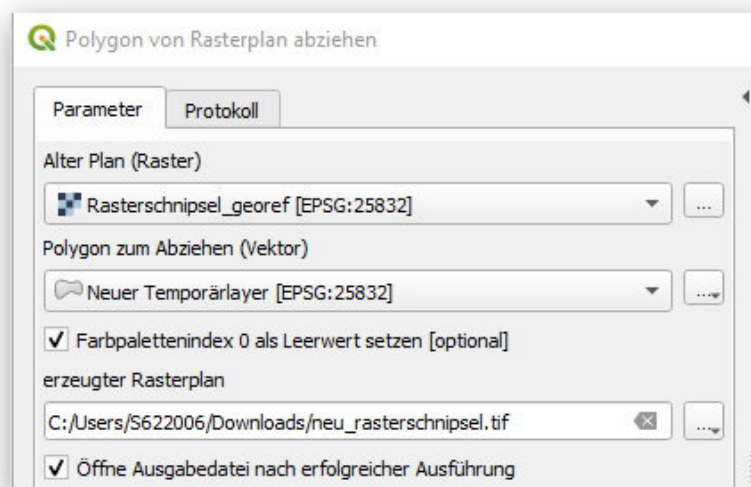 Polygon von Rasterplan abziehen
Parameter Protokoll
Alter Plan (Raster)
Rasterschnipsel_georef [EPSG:25832]
...
Polygon zum Abziehen (Vektor)
Neuer Temporärlayer [EPSG:25832]
...
Farbpalettenindex 0 als Leerwert setzen [optional]
erzeugter Rasterplan
C:/Users/S622006/Downloads/neu_rasterschnipsel.tif
...
Öffne Ausgabedatei nach erfolgreicher Ausführung